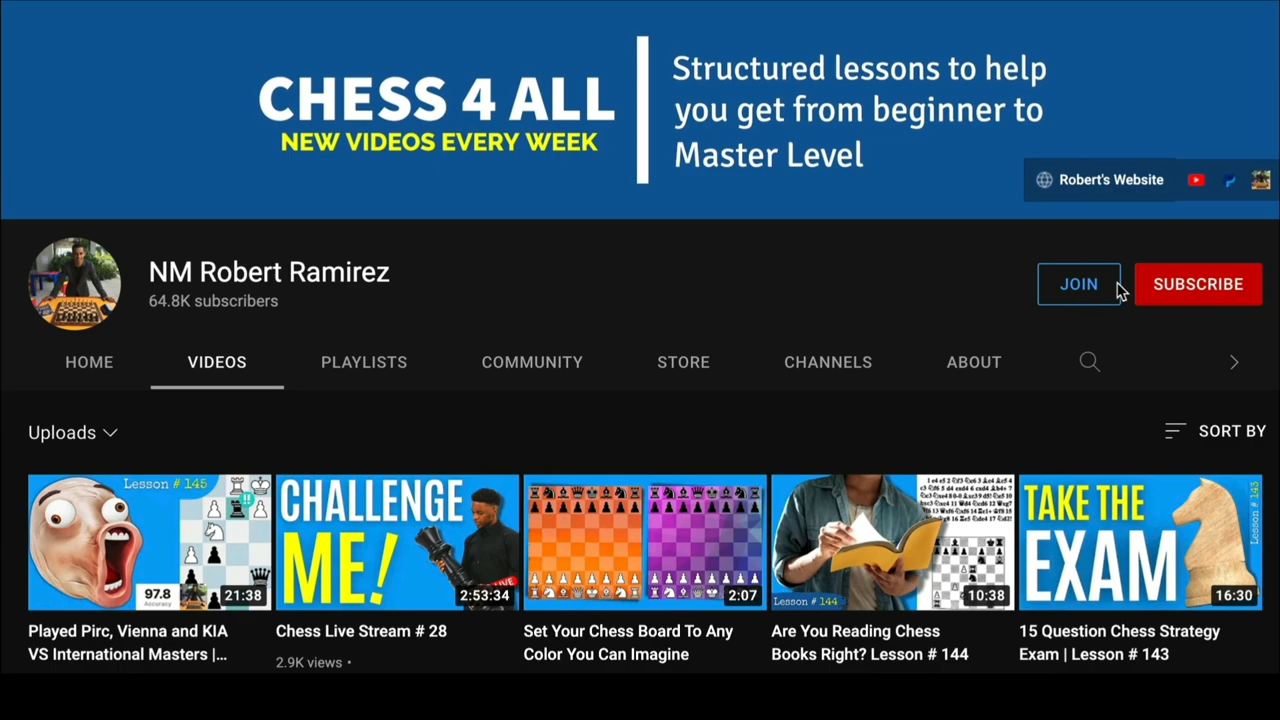 CHESS 4 ALL
NEW VIDEOS EVERY WEEK
Structured lessons to help
you get from beginner to
Master Level
Robert's Website
NM Robert Ramirez
64.8K subscribers
JOIN
SUBSCRIBE
HOME
VIDEOS
PLAYLISTS
COMMUNITY
STORE
CHANNELS
ABOUT
Uploads
SORT BY
Lesson # 145
97.8
Accuracy
21:38
CHALLENGE
ME!
LIVE
2:53:34
2:07
Lesson # 144
10:38
TAKE THE
EXAM
Lesson # 143
16:30
Played Pirc, Vienna and KIA
VS International Masters |...
Chess Live Stream # 28
2.9K views •
Set Your Chess Board To Any
Color You Can Imagine
Are You Reading Chess
Books Right? Lesson # 144
15 Question Chess Strategy
Exam | Lesson # 143